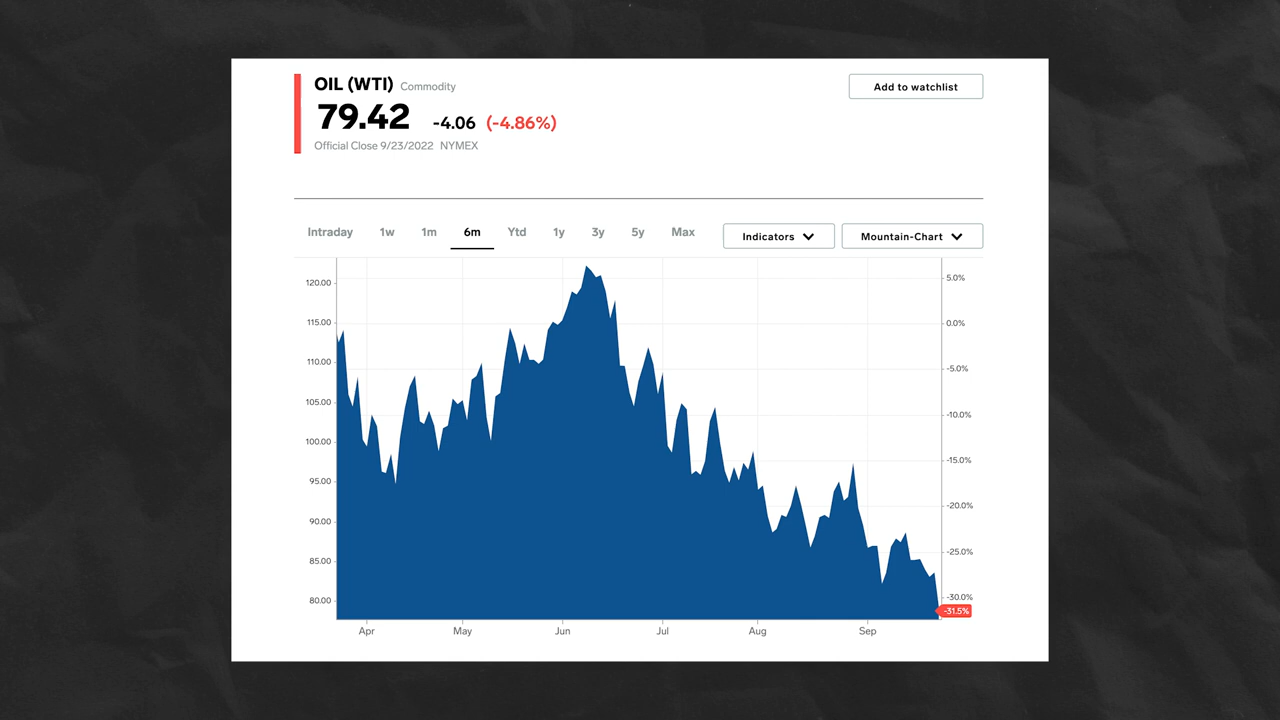 OIL (WTI) Commodity
Add to watchlist
79.42 -4.06 (-4.86%)
Official Close 9/23/2022 NYMEX
Intraday 1w 1m 6m Ytd 1y 3y 5y Max Indicators Mountain-Chart
120.00 5.0%
115.00 0.0%
110.00 -5.0%
105.00 -10.0%
100.00 -15.0%
95.00 -20.0%
90.00 -25.0%
85.00 -30.0%
80.00 -31.5%
Apr May Jun Jul Aug Sep